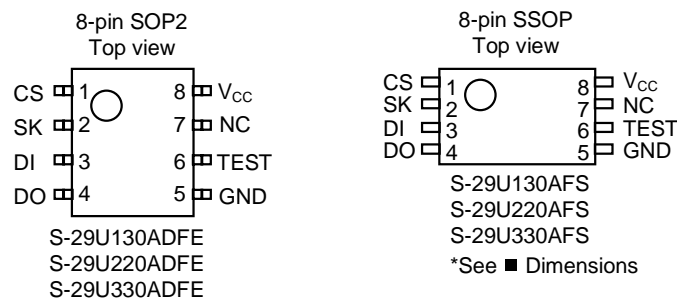 8-pin SOP2
Top view
CS 1 8 VCC
SK 2 7 NC
DI 3 6 TEST
DO 4 5 GND
S-29U130ADFE
S-29U220ADFE
S-29U330ADFE
8-pin SSOP
Top view
CS 1 8 VCC
SK 2 7 NC
DI 3 6 TEST
DO 4 5 GND
S-29U130AFS
S-29U220AFS
S-29U330AFS
*See ■ Dimensions